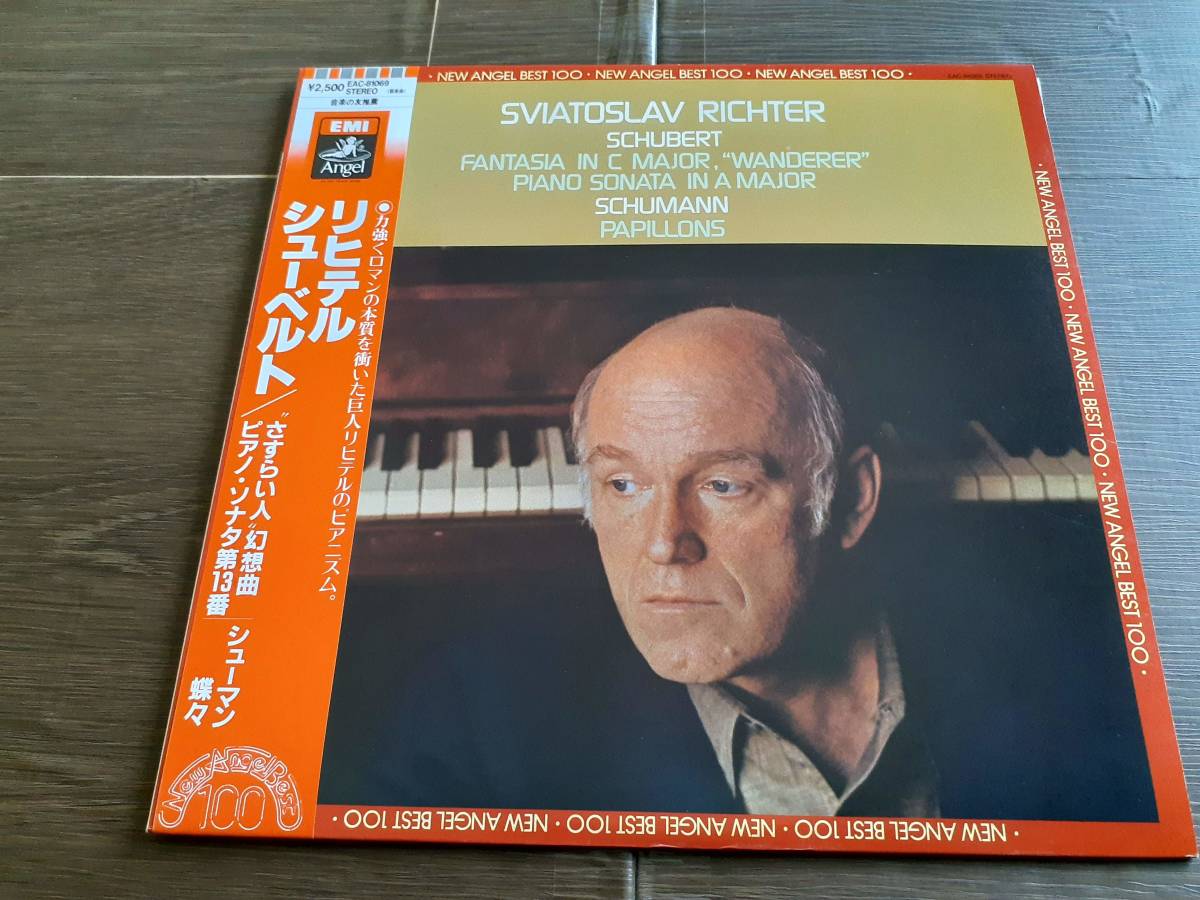 ¥2,500 EAC-81069
STEREO
音楽の友推薦
EMI
Angel
リヒテル
シューベルト/
“さすらい人”幻想曲
ピアノ・ソナタ第13番
シューマン
蝶々
●力強くロマンの本質を衝いた巨人リヒテルのピアニズム。
New Angel Best
100
· NEW ANGEL BEST 100 · NEW ANGEL BEST 100 · NEW ANGEL BEST 100 ·
SVIATOSLAV RICHTER
SCHUBERT
FANTASIA IN C MAJOR, “WANDERER”
PIANO SONATA IN A MAJOR
SCHUMANN
PAPILLONS
· NEW ANGEL BEST 100 · NEW ANGEL BEST 100 · NEW ANGEL BEST 100 ·
· NEW ANGEL BEST 100 · NEW ANGEL BEST 100 · NEW ANGEL BEST 100 ·